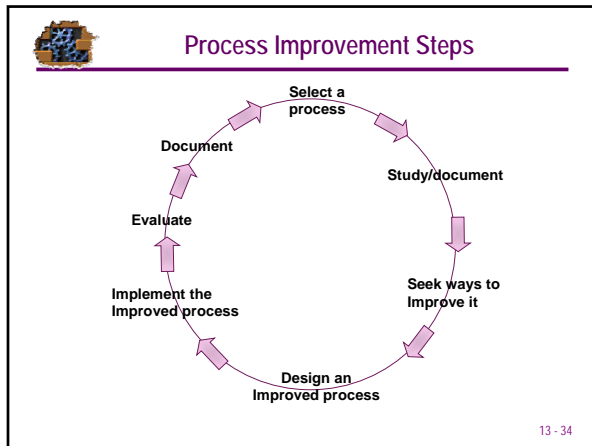 Process Improvement Steps
Select a
process
Study/document
Seek ways to
Improve it
Design an
Improved process
Implement the
Improved process
Evaluate
Document
13 - 34